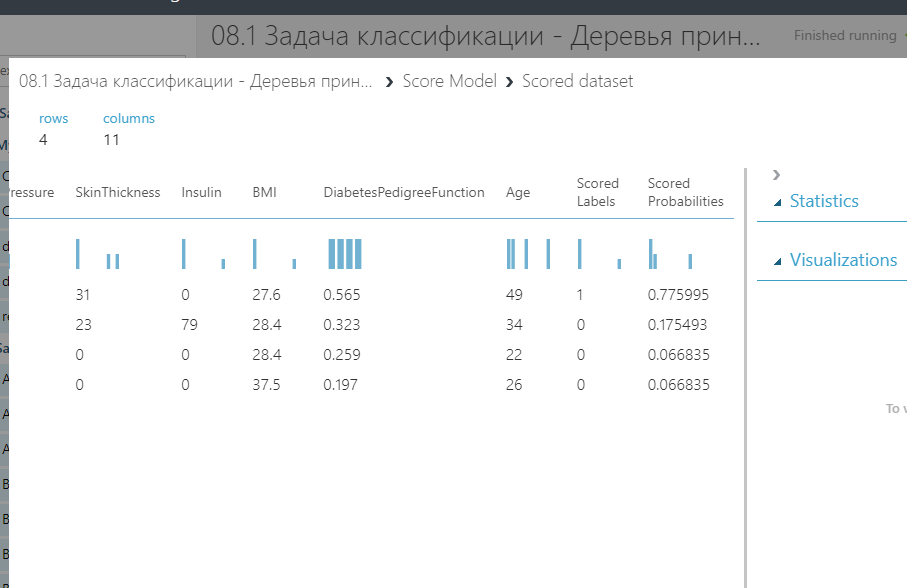 08.1 Задача классификации - Деревья прин...
Finished running
08.1 Задача классификации - Деревья прин... › Score Model › Scored dataset
rows columns
4 11
ressure SkinThickness Insulin BMI DiabetesPedigreeFunction Age Scored Labels Scored Probabilities
31 0 27.6 0.565 49 1 0.775995
23 79 28.4 0.323 34 0 0.175493
0 0 28.4 0.259 22 0 0.066835
0 0 37.5 0.197 26 0 0.066835
Statistics
Visualizations
To